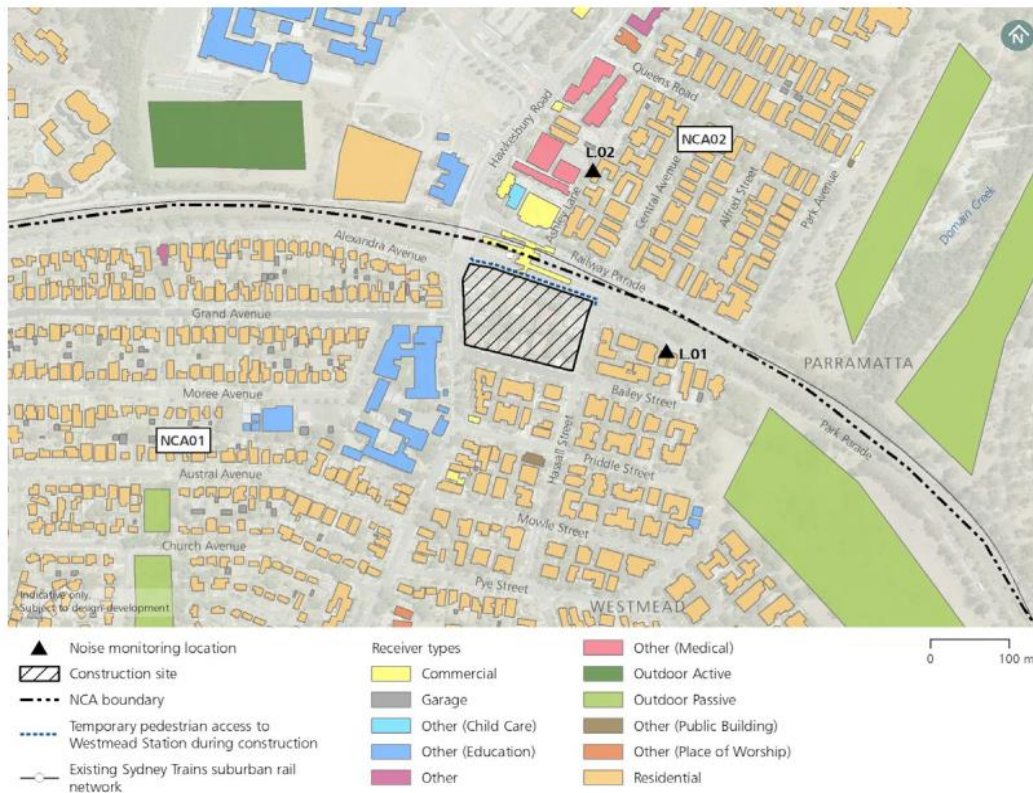 N
Queens Road
Hawkesbury Road
NCA02
L.02
Central Avenue
Alfred Street
Park Avenue
Domain Creek
Ashley Lane
Alexandra Avenue
Railway Parade
Grand Avenue
L.01
PARRAMATTA
Moree Avenue
Bailey Street
NCA01
Hassall Street
Priddle Street
Park Parade
Austral Avenue
Mowle Street
Church Avenue
Pye Street
Indicative only.
Subject to design development
WESTMEAD
Noise monitoring location
Construction site
NCA boundary
Temporary pedestrian access to
Westmead Station during construction
Existing Sydney Trains suburban rail
network
Receiver types
Commercial
Garage
Other (Child Care)
Other (Education)
Other
Other (Medical)
Outdoor Active
Outdoor Passive
Other (Public Building)
Other (Place of Worship)
Residential
0 100 m